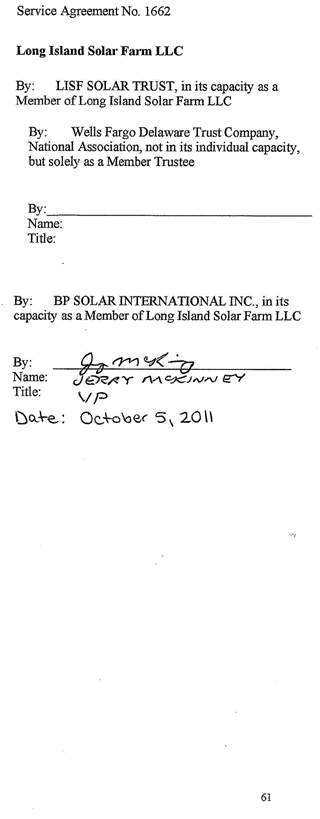 Service Agreement No. 1662
Long Island Solar Farm LLC
By: LISF SOLAR TRUST, in its capacity as a
Member of Long Island Solar Farm LLC
By: Wells Fargo Delaware Trust Company,
National Association, not in its individual capacity,
but solely as a Member Trustee
By:
Name:
Title:
By: BP SOLAR INTERNATIONAL INC., in its
capacity as a Member of Long Island Solar Farm LLC
By:
Name: JERRY MCKINNEY
Title: VP
Date: October 5, 2011
61